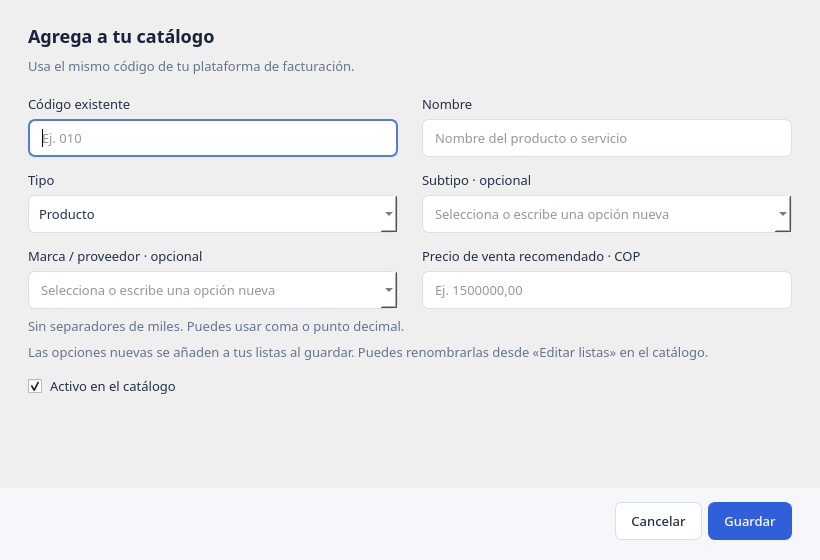 Agrega a tu catálogo
Usa el mismo código de tu plataforma de facturación.
Código existente
Nombre
Ej. 010
Nombre del producto o servicio
Tipo
Subtipo · opcional
Producto
Selecciona o escribe una opción nueva
Marca / proveedor · opcional
Precio de venta recomendado · COP
Selecciona o escribe una opción nueva
Ej. 1500000,00
Sin separadores de miles. Puedes usar coma o punto decimal.
Las opciones nuevas se añaden a tus listas al guardar. Puedes renombrarlas desde «Editar listas» en el catálogo.
Activo en el catálogo
Cancelar
Guardar